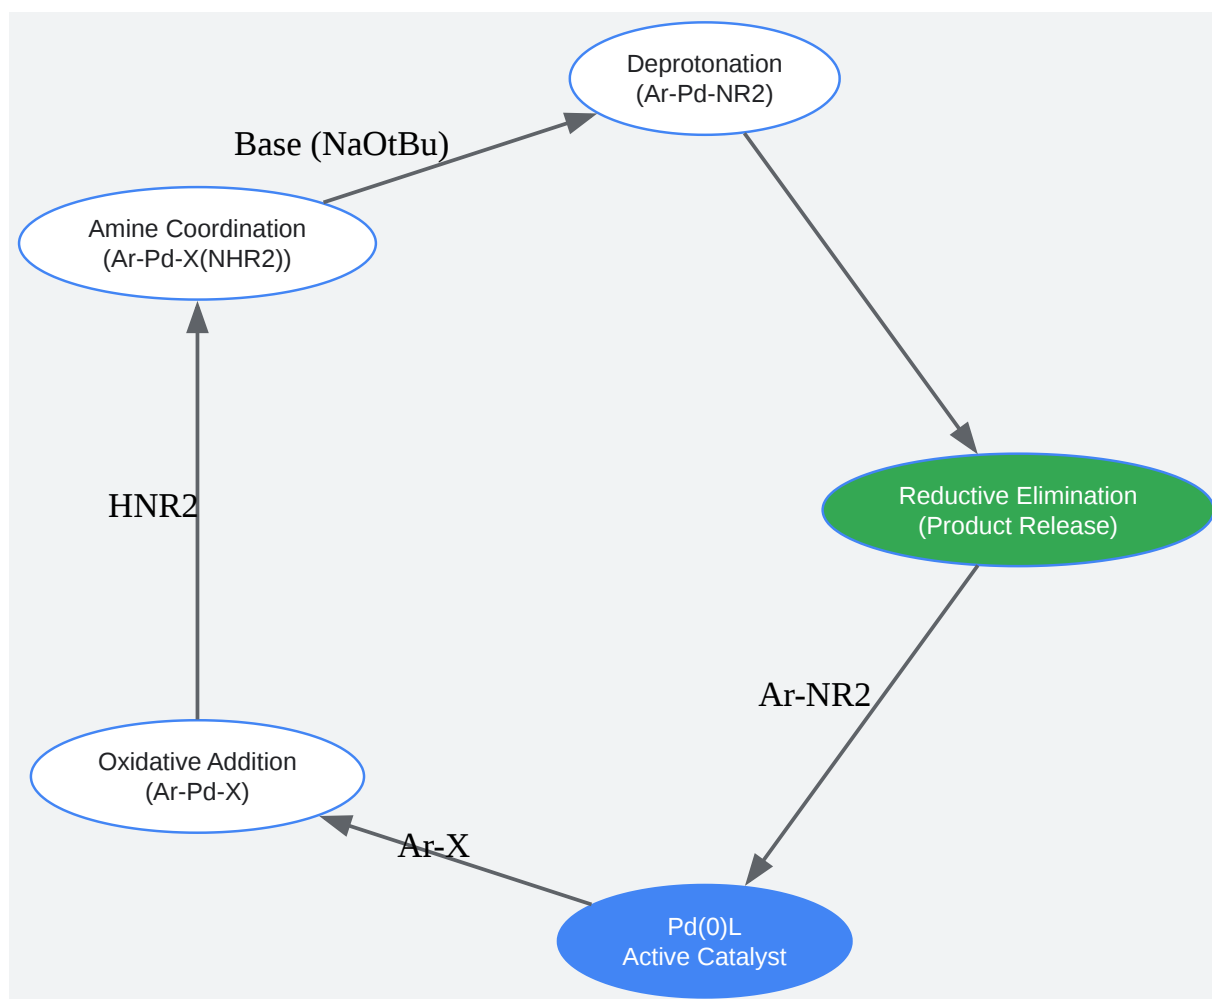 Deprotonation
(Ar-Pd-NR2)
Base (NaOtBu)
Amine Coordination
(Ar-Pd-X(NHR2))
HNR2
Reductive Elimination
(Product Release)
Ar-NR2
Oxidative Addition
(Ar-Pd-X)
Ar-X
Pd(0)L
Active Catalyst